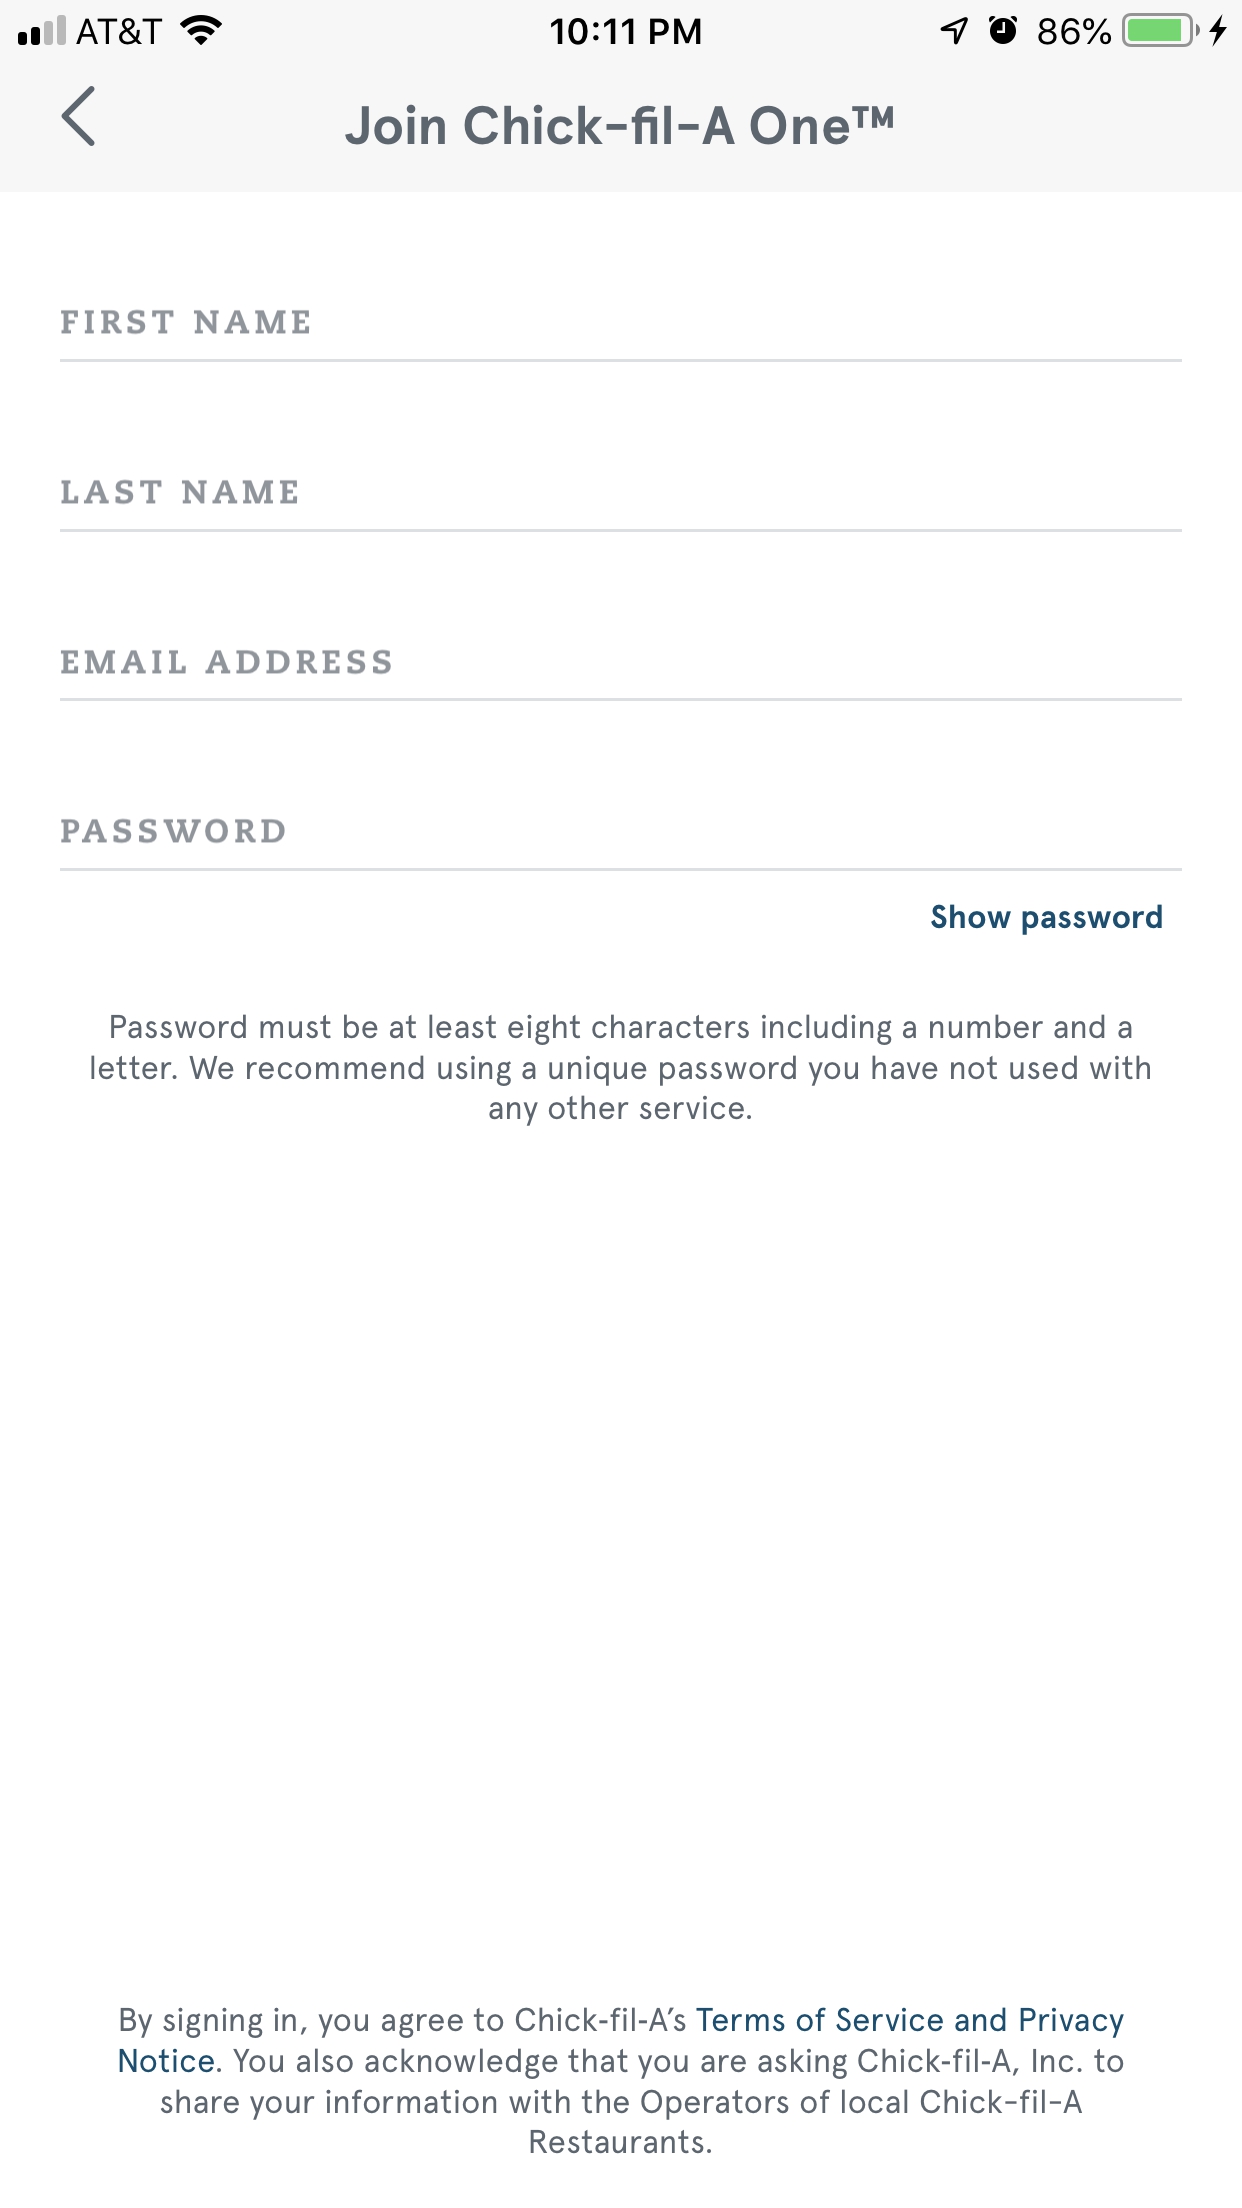 AT&T 10:11 PM 86%
Join Chick-fil-A One™
FIRST NAME
LAST NAME
EMAIL ADDRESS
PASSWORD
Show password
Password must be at least eight characters including a number and a
letter. We recommend using a unique password you have not used with
any other service.
By signing in, you agree to Chick-fil-A’s Terms of Service and Privacy
Notice. You also acknowledge that you are asking Chick-fil-A, Inc. to
share your information with the Operators of local Chick-fil-A
Restaurants.